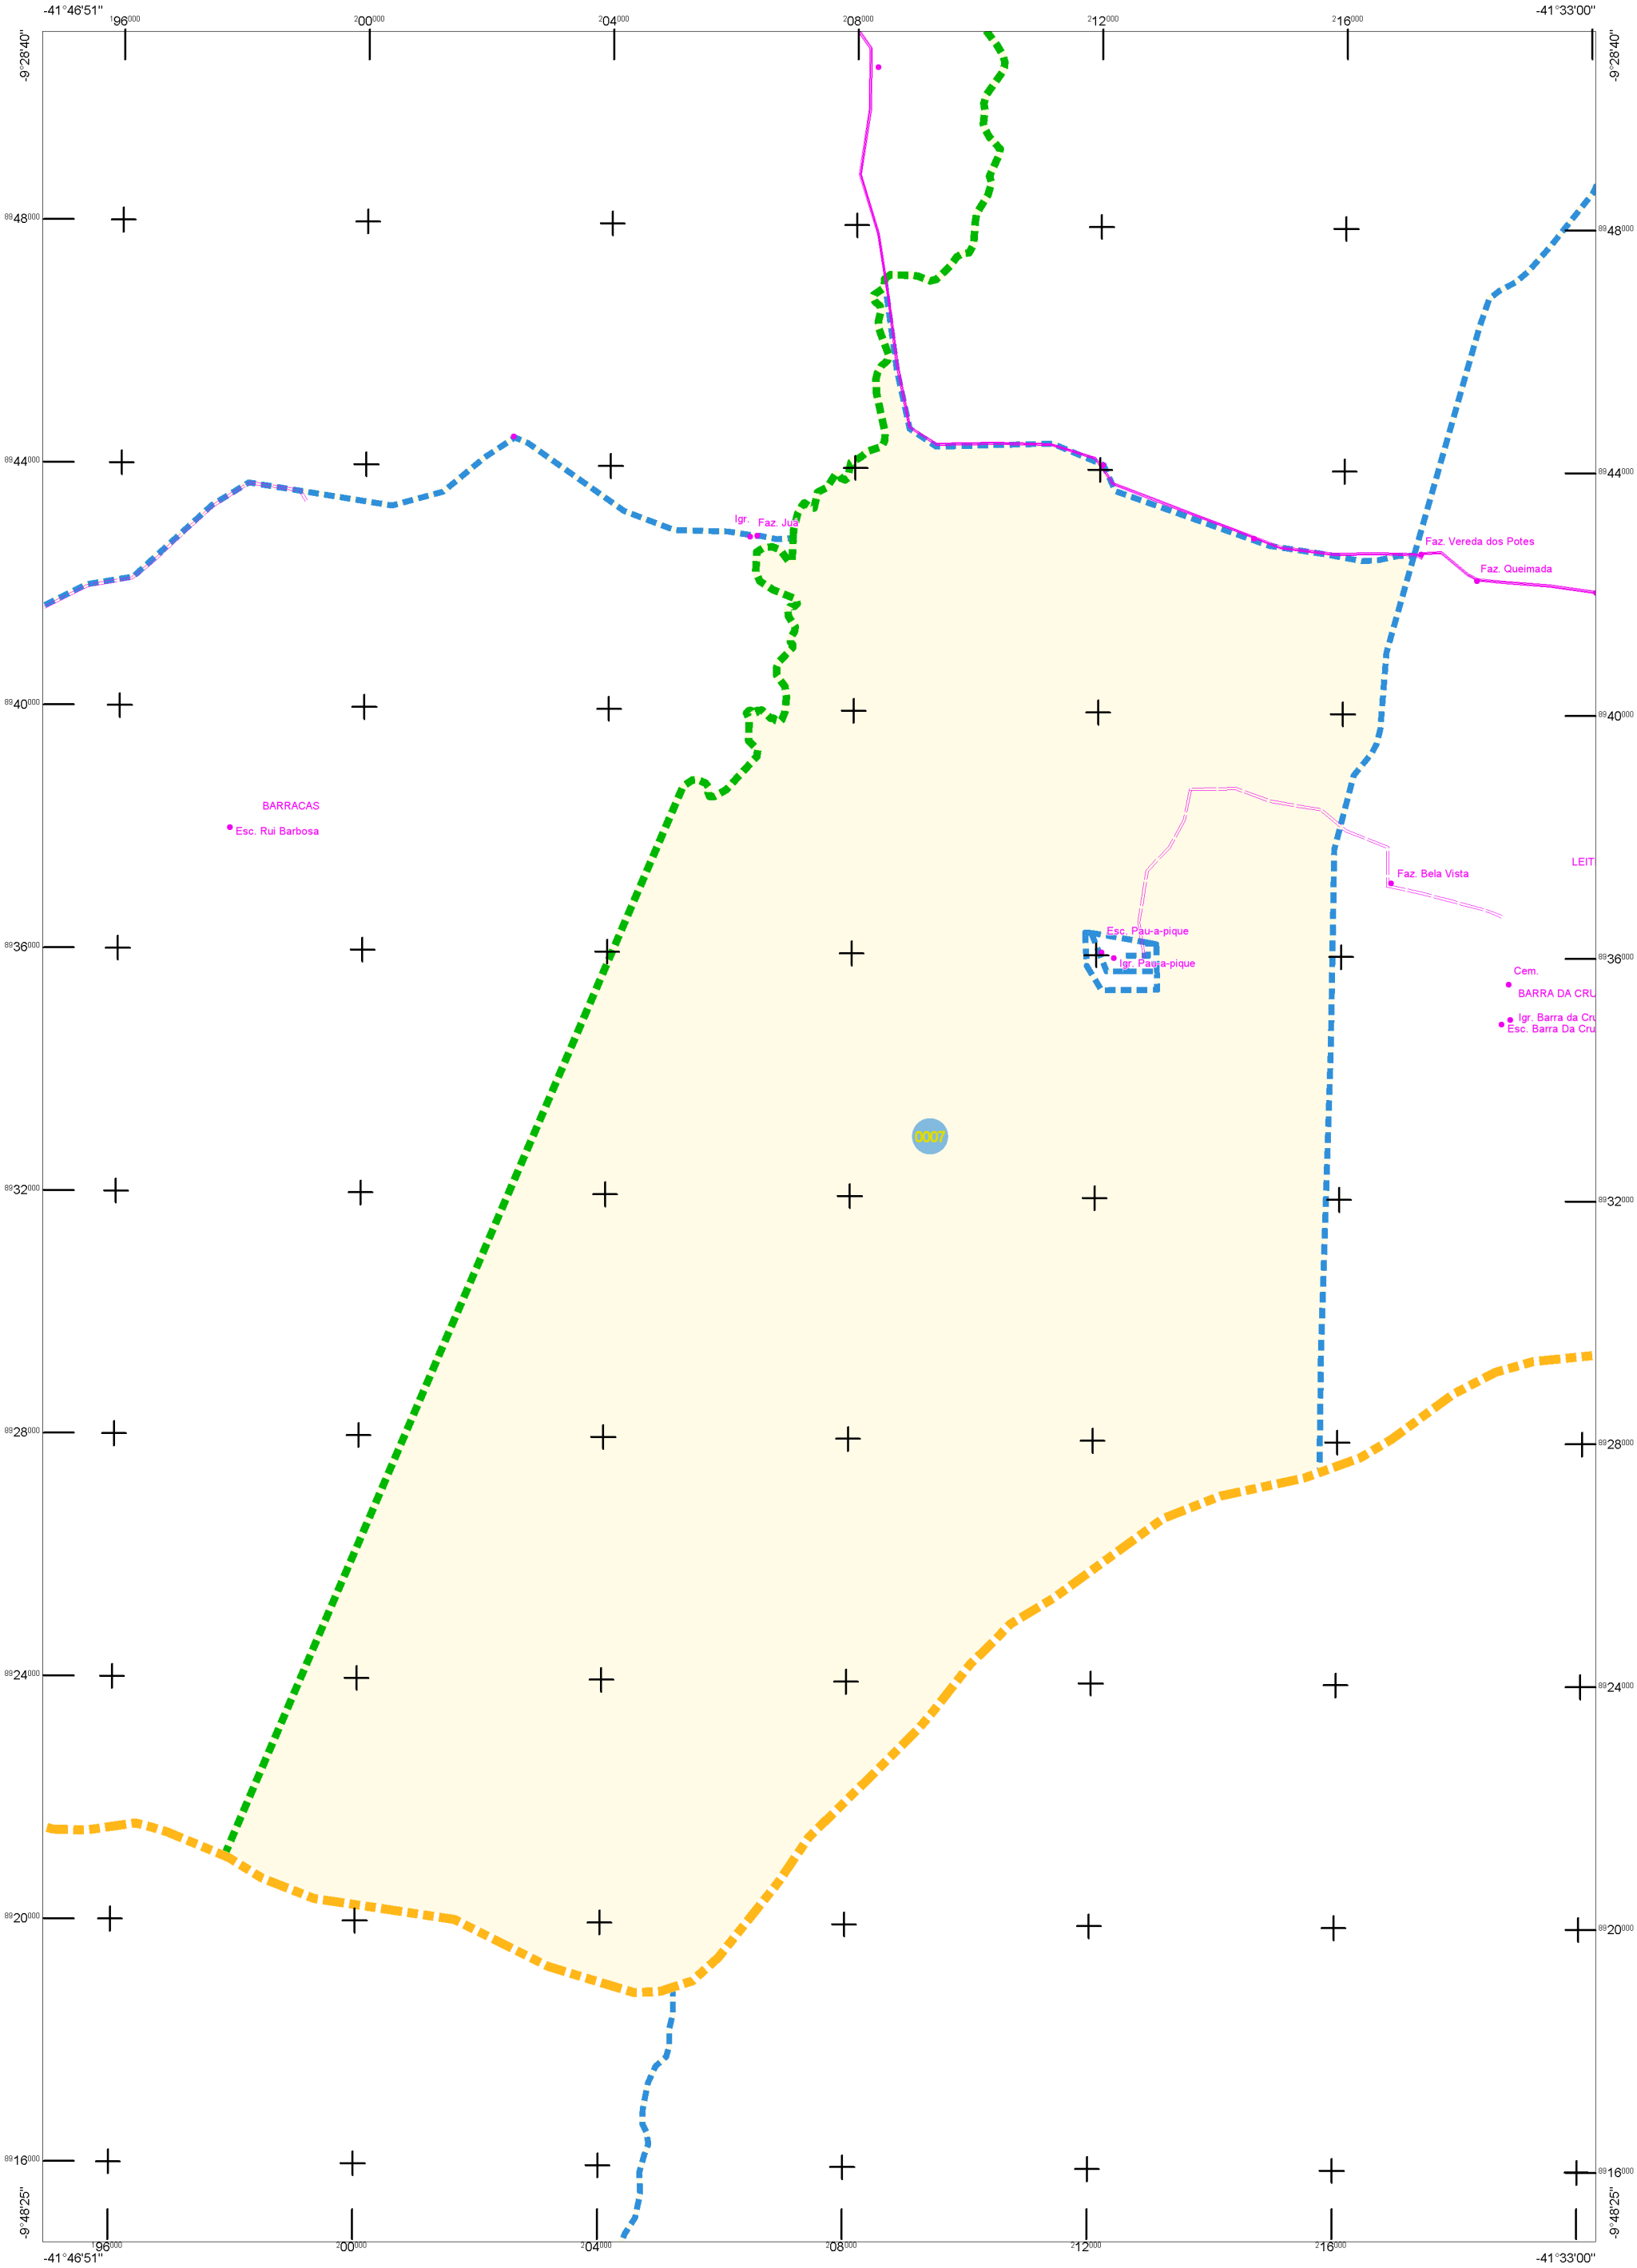 -41°46'51" -41°33'00"
196000 200000 204000 208000 212000 216000
-9°28'40" -9°28'40"
8948000 8948000
8944000 8944000
Igr. Faz. Jua
Faz. Vereda dos Potes
Faz. Queimada
8940000 8940000
BARRACAS
Esc. Rui Barbosa
LEIT
Faz. Bela Vista
Esc. Pau-a-pique
8936000 8936000
Igr. Pau-a-pique
Cem.
BARRA DA CRU
Igr. Barra da Cru
Esc. Barra Da Cru
0007
8932000 8932000
8928000 8928000
8924000 8924000
8920000 8920000
8916000 8916000
-9°48'25" -9°48'25"
196000 200000 204000 208000 212000 216000
-41°46'51" -41°33'00"